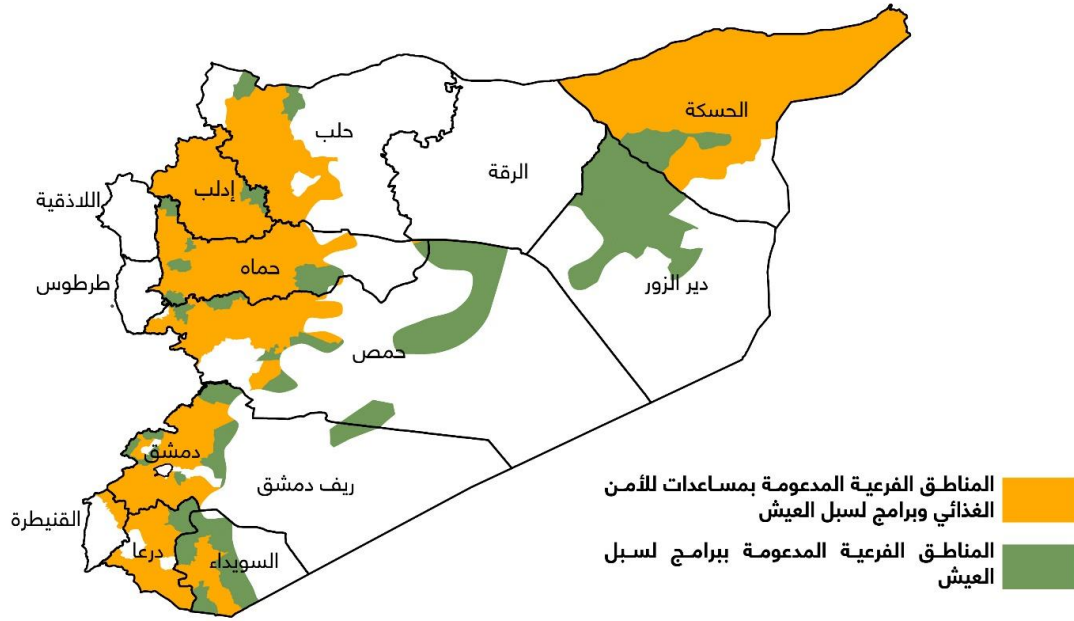 الحسكة
حلب
الرقة
إدلب
اللاذقية
حماه
طرطوس
دير الزور
حمص
دمشق
ريف دمشق
القنيطرة
درعا
السويداء
المناطق الفرعية المدعومة بمساعدات للأمن
الغذائي وبرامج لسبل العيش
المناطق الفرعية المدعومة ببرامج لسبل
العيش